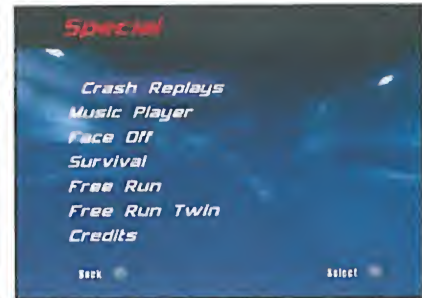 Special
Crash Replays
Music Player
Face Off
Survival
Free Run
Free Run Twin
Credits
Back
Select